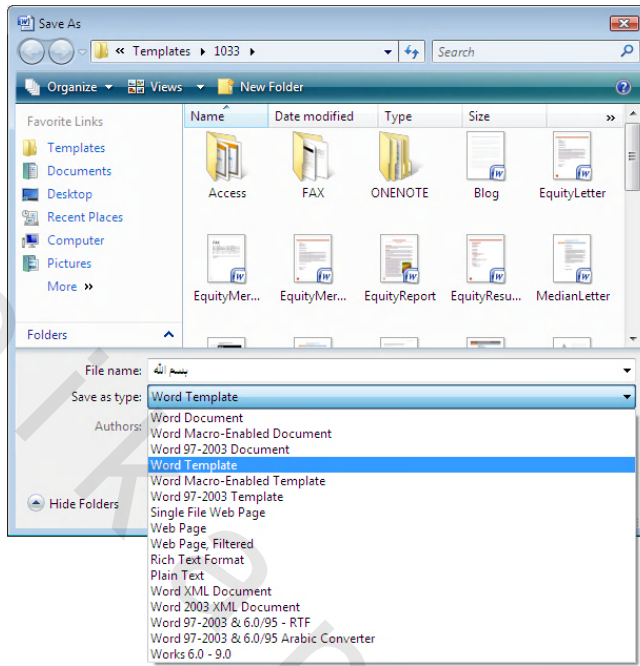 Save As
« Templates ▸ 1033 ▸
Search
Organize Views New Folder
Favorite Links
Templates
Documents
Desktop
Recent Places
Computer
Pictures
More »
Folders
Name Date modified Type Size »
Access FAX ONENOTE Blog EquityLetter
EquityMer... EquityMer... EquityReport EquityResu... MedianLetter
File name: بسم الله
Save as type: Word Template
Authors:
Hide Folders
Word Document
Word Macro-Enabled Document
Word 97-2003 Document
Word Template
Word Macro-Enabled Template
Word 97-2003 Template
Single File Web Page
Web Page
Web Page, Filtered
Rich Text Format
Plain Text
Word XML Document
Word 2003 XML Document
Word 97-2003 & 6.0/95 - RTF
Word 97-2003 & 6.0/95 Arabic Converter
Works 6.0 - 9.0